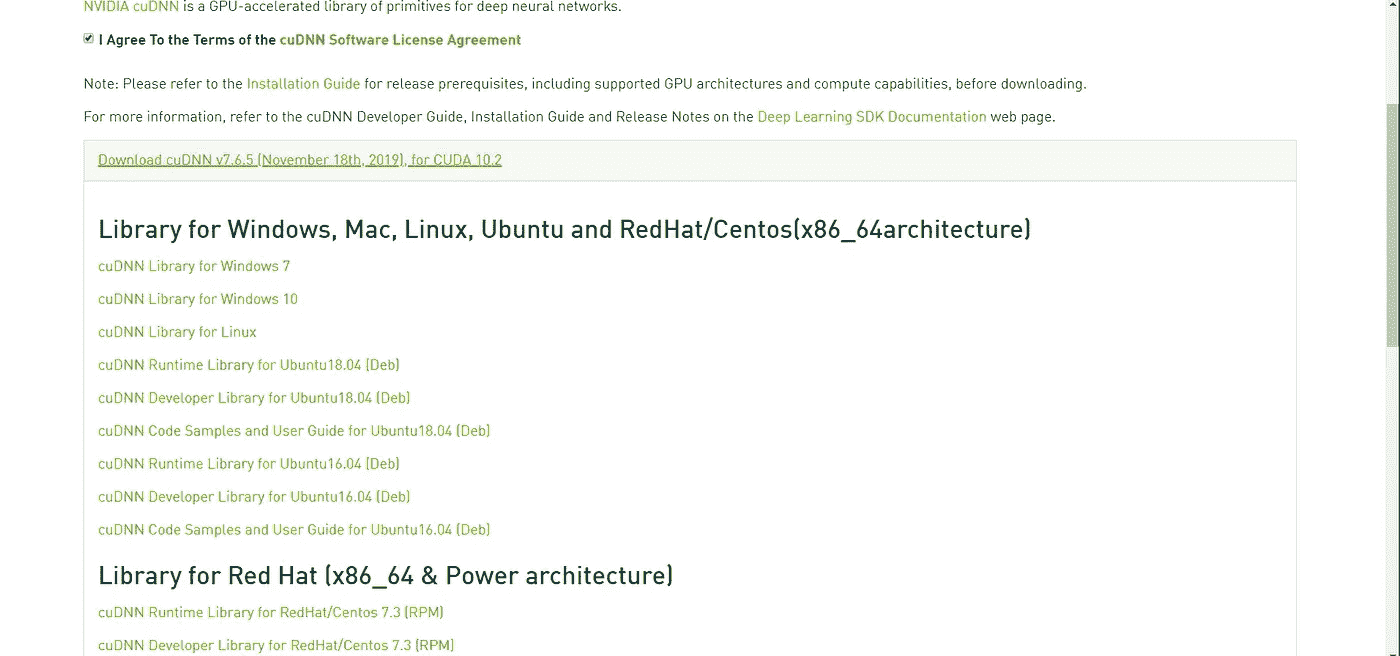 NVIDIA cuDNN is a GPU-accelerated library of primitives for deep neural networks.
I Agree To the Terms of the cuDNN Software License Agreement
Note: Please refer to the Installation Guide for release prerequisites, including supported GPU architectures and compute capabilities, before downloading.
For more information, refer to the cuDNN Developer Guide, Installation Guide and Release Notes on the Deep Learning SDK Documentation web page.
Download cuDNN v7.6.5 (November 18th, 2019), for CUDA 10.2
Library for Windows, Mac, Linux, Ubuntu and RedHat/Centos(x86_64architecture)
cuDNN Library for Windows 7
cuDNN Library for Windows 10
cuDNN Library for Linux
cuDNN Runtime Library for Ubuntu18.04 (Deb)
cuDNN Developer Library for Ubuntu18.04 (Deb)
cuDNN Code Samples and User Guide for Ubuntu18.04 (Deb)
cuDNN Runtime Library for Ubuntu16.04 (Deb)
cuDNN Developer Library for Ubuntu16.04 (Deb)
cuDNN Code Samples and User Guide for Ubuntu16.04 (Deb)
Library for Red Hat (x86_64 & Power architecture)
cuDNN Runtime Library for RedHat/Centos 7.3 (RPM)
cuDNN Developer Library for RedHat/Centos 7.3 (RPM)